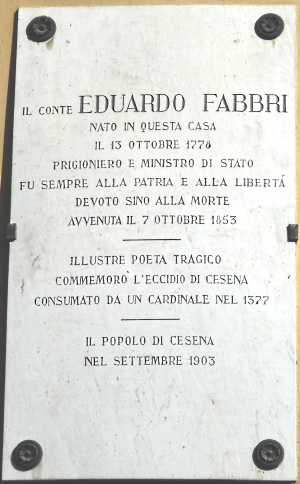 IL CONTE EDUARDO FABBRI
NATO IN QUESTA CASA
IL 13 OTTOBRE 1778
PRIGIONIERO E MINISTRO DI STATO
FU SEMPRE ALLA PATRIA E ALLA LIBERTÀ
DEVOTO SINO ALLA MORTE
AVVENUTA IL 7 OTTOBRE 1853
ILLUSTRE POETA TRAGICO
COMMEMORÒ L'ECCIDIO DI CESENA
CONSUMATO DA UN CARDINALE NEL 1377
IL POPOLO DI CESENA
NEL SETTEMBRE 1903